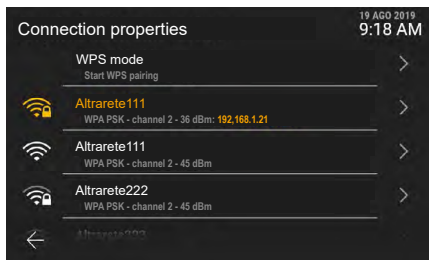 19 AGO 2019
Connection properties
9:18 AM
WPS mode
Start WPS pairing
Altrarete111
WPA PSK - channel 2 - 36 dBm: 192,168.1.21
Altrarete111
WPA PSK - channel 2 - 45 dBm
Altrarete222
WPA PSK - channel 2 - 45 dBm